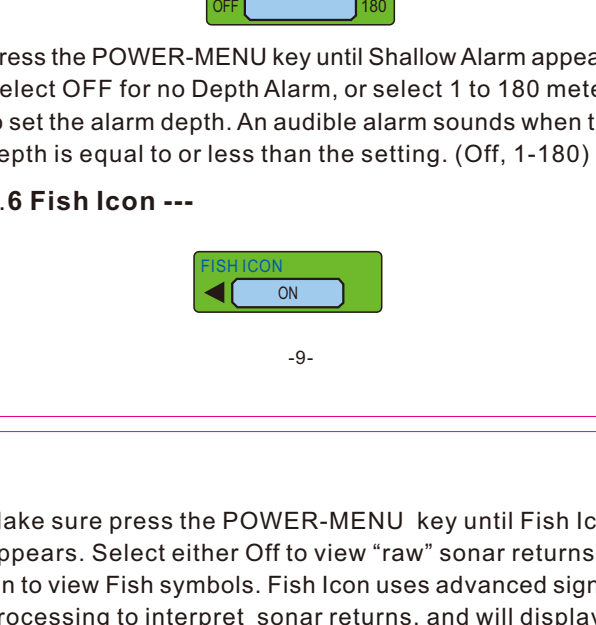 OFF 180
ress the POWER-MENU key until Shallow Alarm appea
elect OFF for no Depth Alarm, or select 1 to 180 mete
o set the alarm depth. An audible alarm sounds when t
epth is equal to or less than the setting. (Off, 1-180)
.6 Fish Icon ---
FISH ICON
ON
-9-
lake sure press the POWER-MENU key until Fish Ic
ppears. Select either Off to view “raw” sonar returns
n to view Fish symbols. Fish Icon uses advanced sign
rocessing to interpret sonar returns, and will display